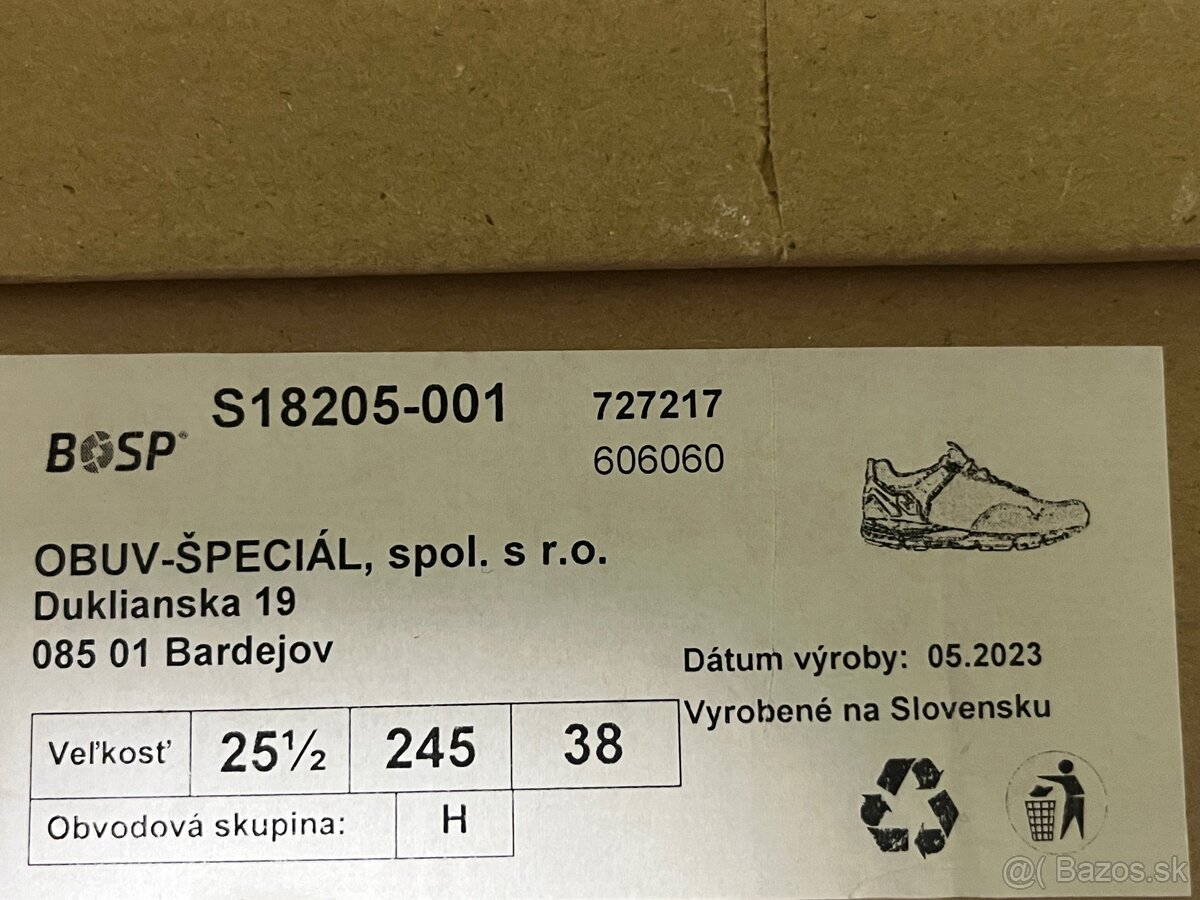 S18205-001
727217
BOSP®
606060
OBUV-ŠPECIÁL, spol. s r.o.
Duklianska 19
085 01 Bardejov
Dátum výroby: 05.2023
Vyrobené na Slovensku
Veľkosť 25½ 245 38
Obvodová skupina: H
@( Bazos.sk